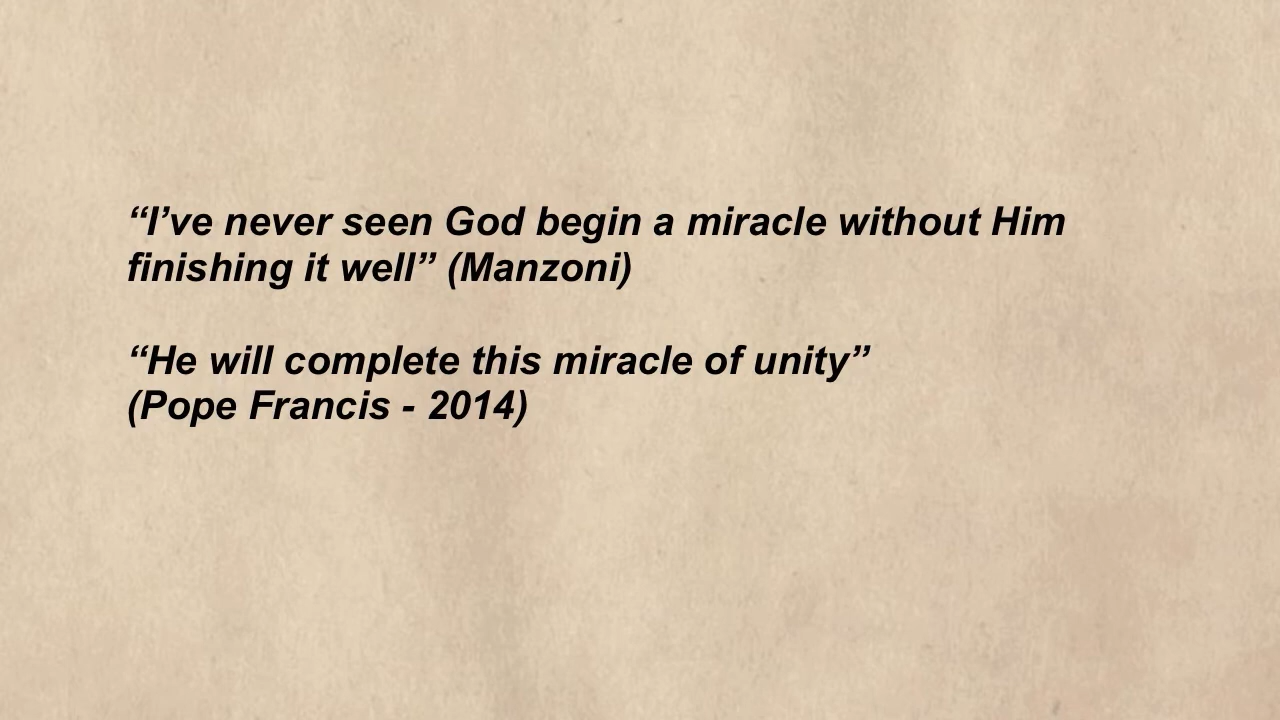 “I’ve never seen God begin a miracle without Him
finishing it well” (Manzoni)
“He will complete this miracle of unity”
(Pope Francis - 2014)